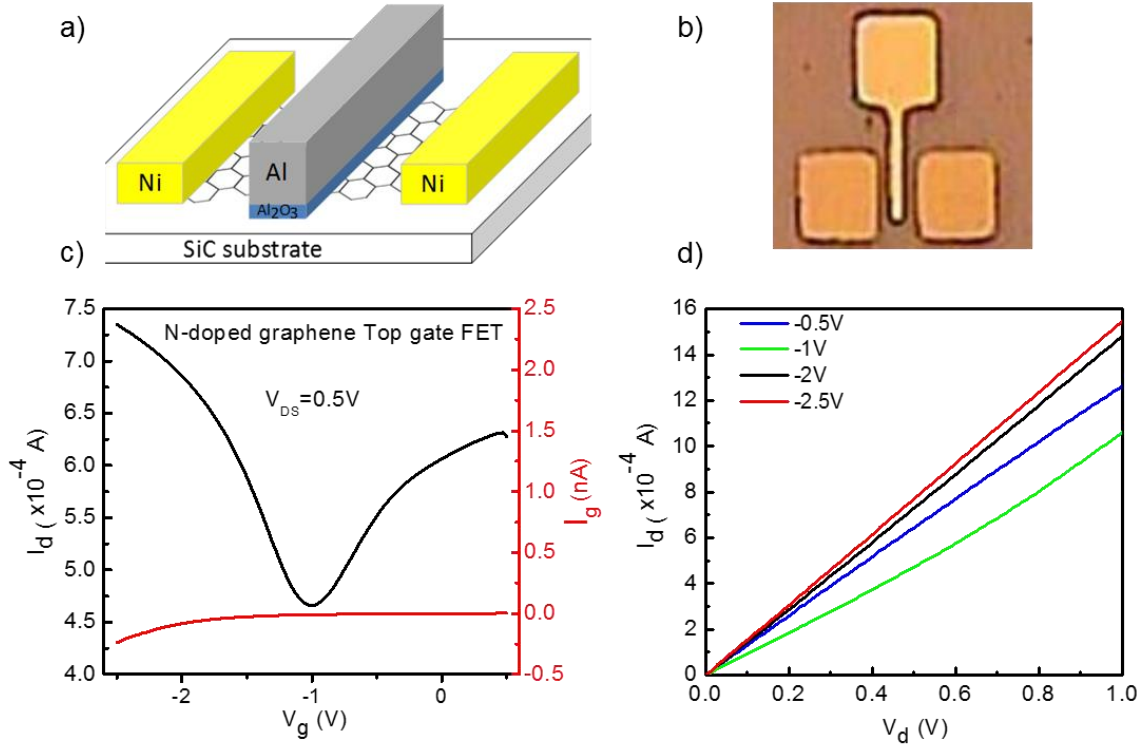 a)
Ni
Al
Al2O3
Ni
SiC substrate
b)
c)
N-doped graphene Top gate FET
VDS=0.5V
7.5
7.0
6.5
6.0
5.5
5.0
4.5
4.0
Id ( x10-4 A)
-2
-1
0
Vg (V)
2.5
2.0
1.5
1.0
0.5
0.0
-0.5
Ig (nA)
d)
-0.5V
-1V
-2V
-2.5V
16
14
12
10
8
6
4
2
0
Id ( x10-4 A)
0.0
0.2
0.4
0.6
0.8
1.0
Vd (V)